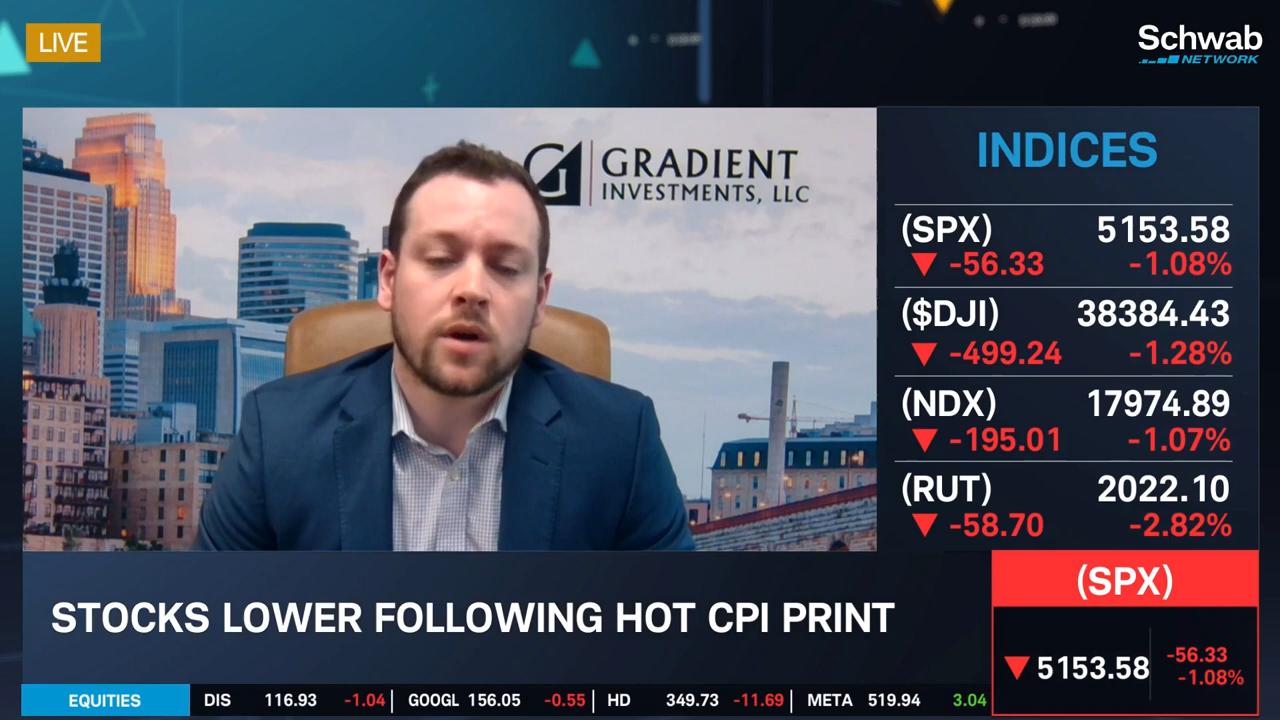 LIVE
Schwab
NETWORK
G GRADIENT
INVESTMENTS, LLC
INDICES
(SPX) 5153.58
▼ -56.33 -1.08%
($DJI) 38384.43
▼ -499.24 -1.28%
(NDX) 17974.89
▼ -195.01 -1.07%
(RUT) 2022.10
▼ -58.70 -2.82%
STOCKS LOWER FOLLOWING HOT CPI PRINT
(SPX)
▼ 5153.58 -56.33
-1.08%
EQUITIES DIS 116.93 -1.04 GOOGL 156.05 -0.55 HD 349.73 -11.69 META 519.94 3.04